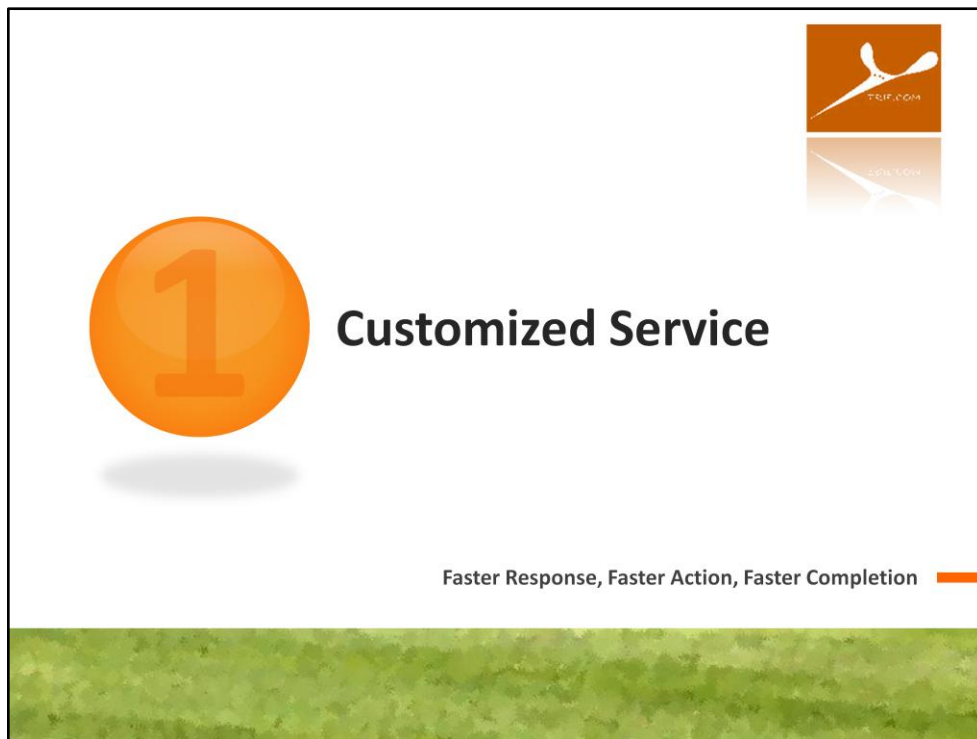 TRIF.COM
1
Customized Service
Faster Response, Faster Action, Faster Completion